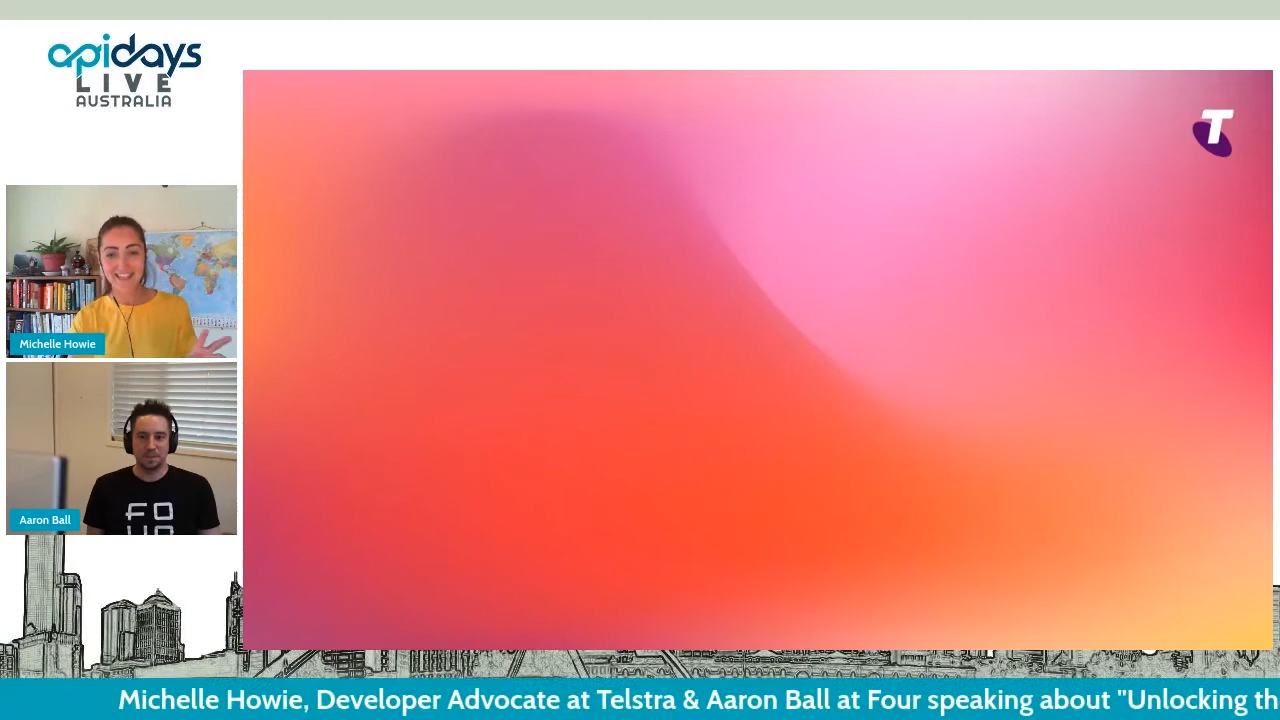 apidays
LIVE
AUSTRALIA
T
Michelle Howie
FO
Aaron Ball
Michelle Howie, Developer Advocate at Telstra & Aaron Ball at Four speaking about "Unlocking th